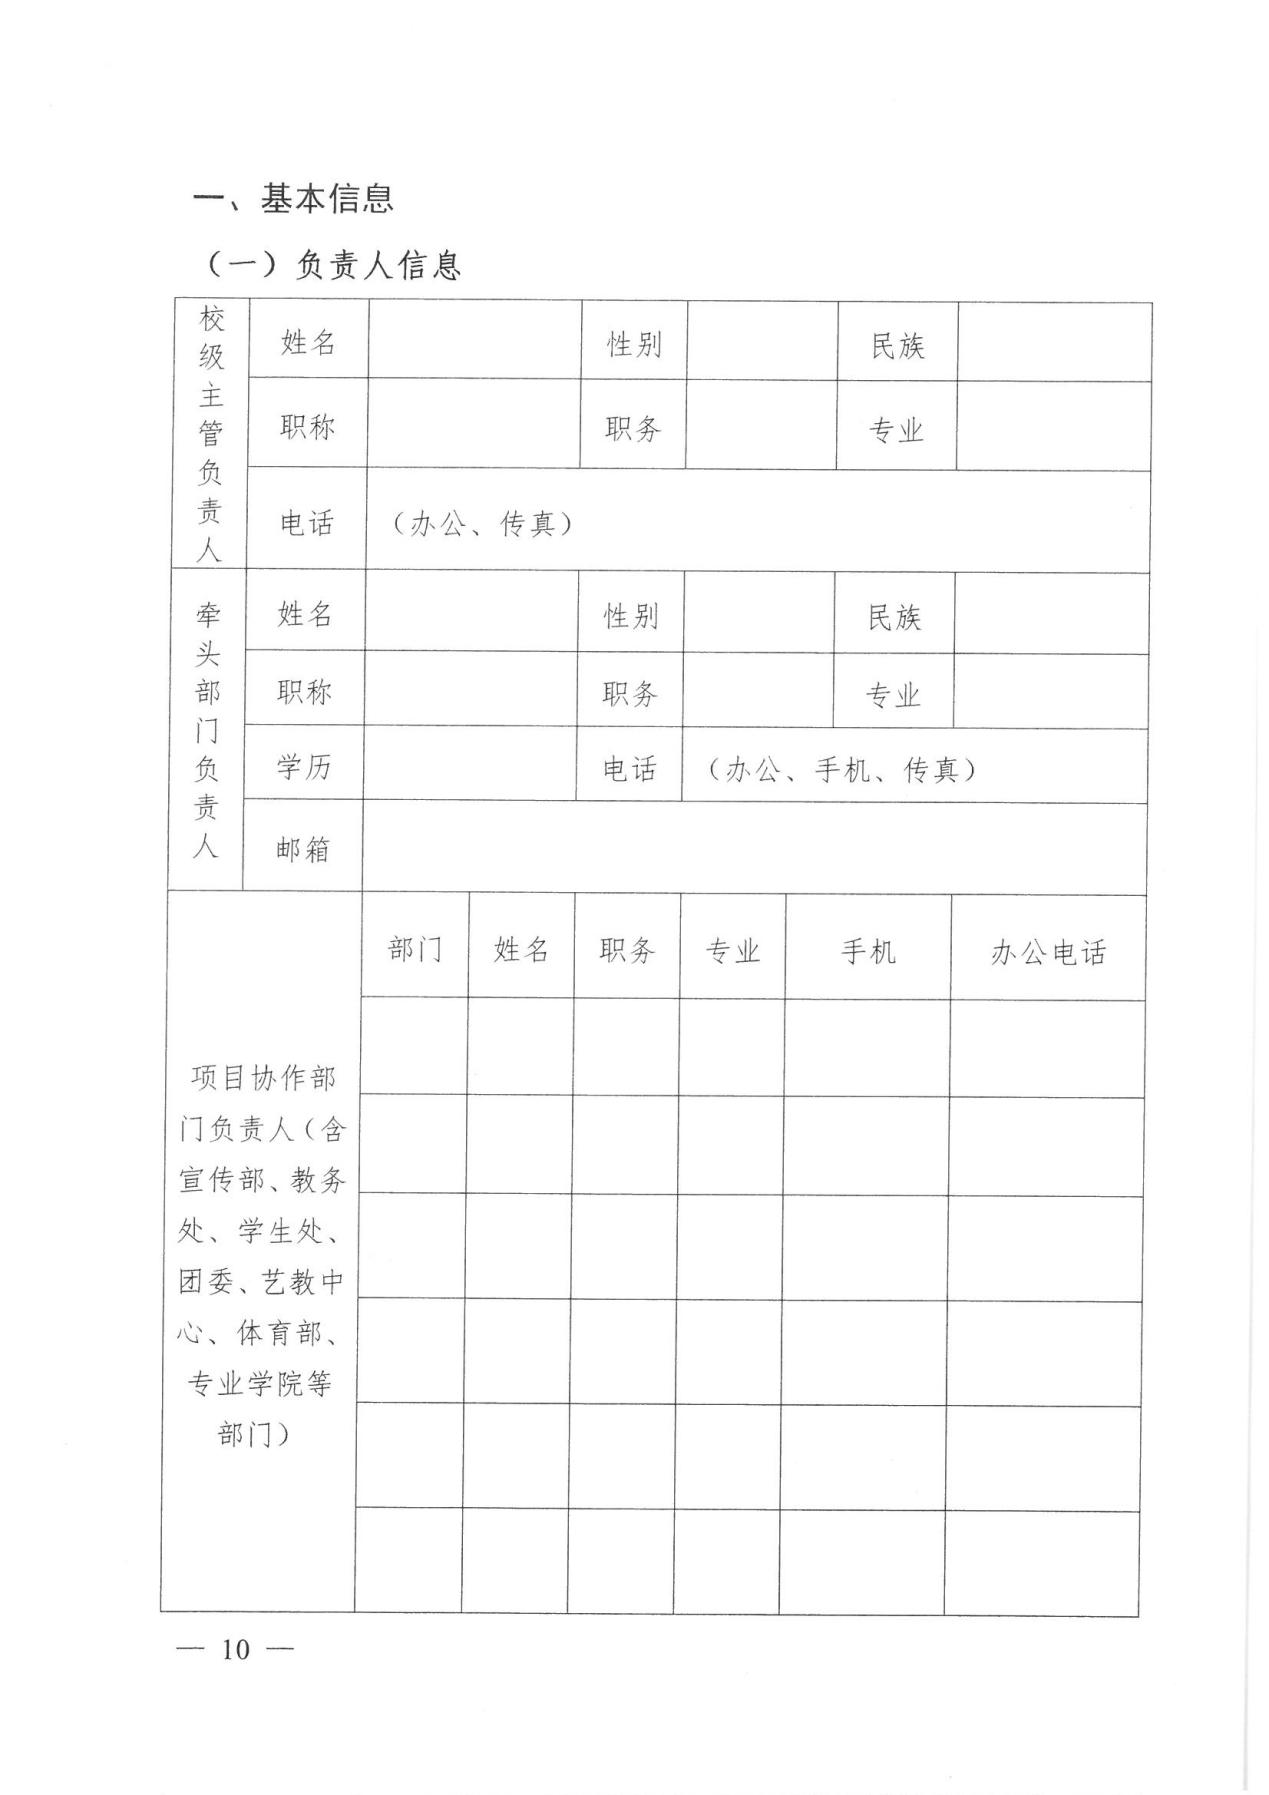 一、基本信息
（一）负责人信息
校级主管负责人
姓名 性别 民族
职称 职务 专业
电话 （办公、传真）
牵头部门负责人
姓名 性别 民族
职称 职务 专业
学历 电话 （办公、手机、传真）
邮箱
部门 姓名 职务 专业 手机 办公电话
项目协作部
门负责人（含
宣传部、教务
处、学生处、
团委、艺教中
心、体育部、
专业学院等
部门）
— 10 —